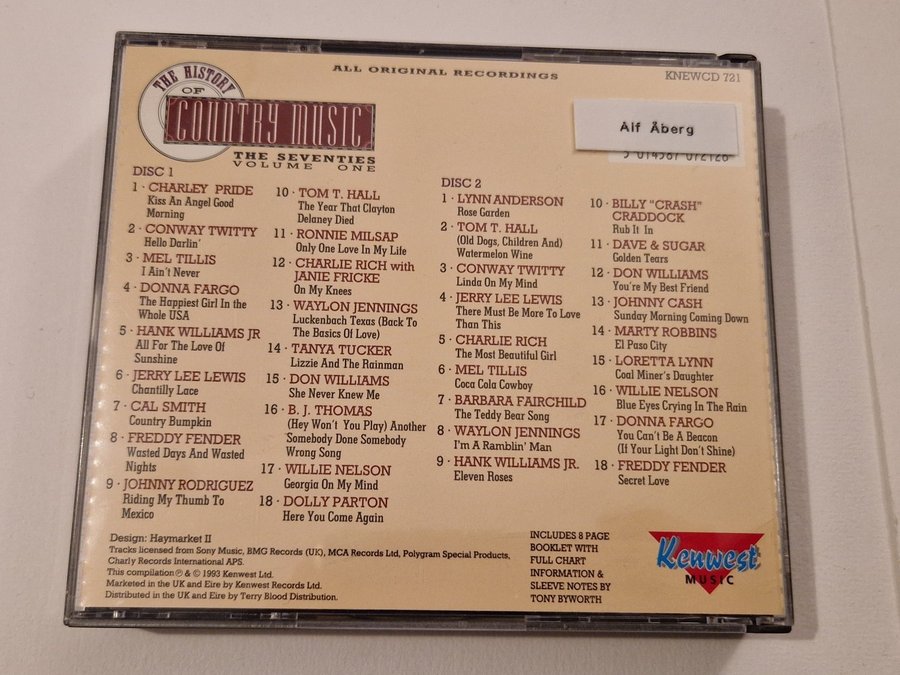 ALL ORIGINAL RECORDINGS
KNEWCD 721
THE HISTORY
OF
COUNTRY MUSIC
THE SEVENTIES
VOLUME ONE
Alf Åberg
DISC 1
1 · CHARLEY PRIDE
Kiss An Angel Good
Morning
2 · CONWAY TWITTY
Hello Darlin'
3 · MEL TILLIS
I Ain't Never
4 · DONNA FARGO
The Happiest Girl In the
Whole USA
5 · HANK WILLIAMS JR
All For The Love Of
Sunshine
6 · JERRY LEE LEWIS
Chantilly Lace
7 · CAL SMITH
Country Bumpkin
8 · FREDDY FENDER
Wasted Days And Wasted
Nights
9 · JOHNNY RODRIGUEZ
Riding My Thumb To
Mexico
10 · TOM T. HALL
The Year That Clayton
Delaney Died
11 · RONNIE MILSAP
Only One Love In My Life
12 · CHARLIE RICH with
JANIE FRICKE
On My Knees
13 · WAYLON JENNINGS
Luckenbach Texas (Back To
The Basics Of Love)
14 · TANYA TUCKER
Lizzie And The Rainman
15 · DON WILLIAMS
She Never Knew Me
16 · B. J. THOMAS
(Hey Won't You Play) Another
Somebody Done Somebody
Wrong Song
17 · WILLIE NELSON
Georgia On My Mind
18 · DOLLY PARTON
Here You Come Again
DISC 2
1 · LYNN ANDERSON
Rose Garden
2 · TOM T. HALL
(Old Dogs, Children And)
Watermelon Wine
3 · CONWAY TWITTY
Linda On My Mind
4 · JERRY LEE LEWIS
There Must Be More To Love
Than This
5 · CHARLIE RICH
The Most Beautiful Girl
6 · MEL TILLIS
Coca Cola Cowboy
7 · BARBARA FAIRCHILD
The Teddy Bear Song
8 · WAYLON JENNINGS
I'm A Ramblin' Man
9 · HANK WILLIAMS JR.
Eleven Roses
10 · BILLY "CRASH"
CRADDOCK
Rub It In
11 · DAVE & SUGAR
Golden Tears
12 · DON WILLIAMS
You're My Best Friend
13 · JOHNNY CASH
Sunday Morning Coming Down
14 · MARTY ROBBINS
El Paso City
15 · LORETTA LYNN
Coal Miner's Daughter
16 · WILLIE NELSON
Blue Eyes Crying In The Rain
17 · DONNA FARGO
You Can't Be A Beacon
(If Your Light Don't Shine)
18 · FREDDY FENDER
Secret Love
Design: Haymarket II
Tracks licensed from Sony Music, BMG Records (UK), MCA Records Ltd, Polygram Special Products,
Charly Records International APS.
This compilation ℗ & © 1993 Kenwest Ltd.
Marketed in the UK and Eire by Kenwest Records Ltd.
Distributed in the UK and Eire by Terry Blood Distribution.
INCLUDES 8 PAGE
BOOKLET WITH
FULL CHART
INFORMATION &
SLEEVE NOTES BY
TONY BYWORTH
Kenwest
MUSIC